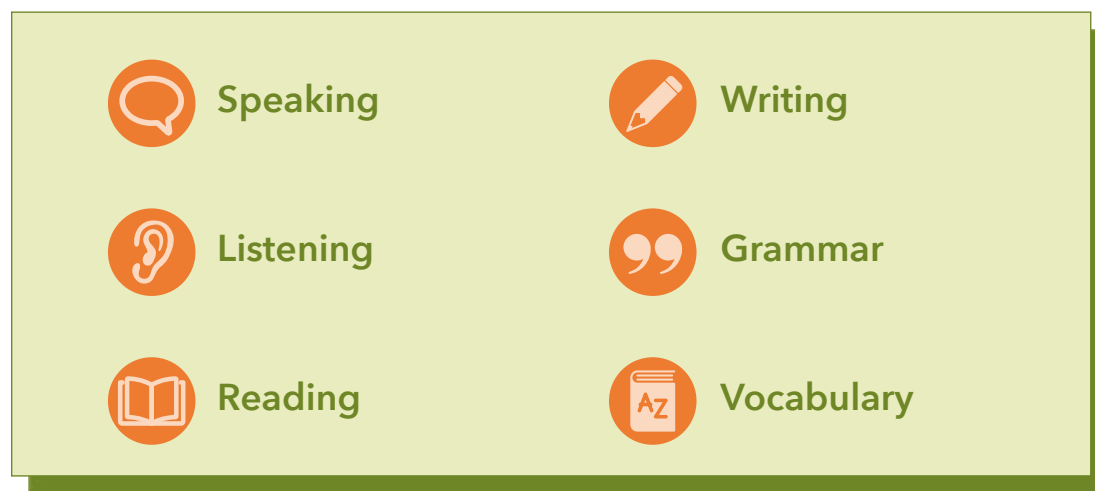 Speaking
Listening
Reading
Writing
Grammar
AZ
Vocabulary